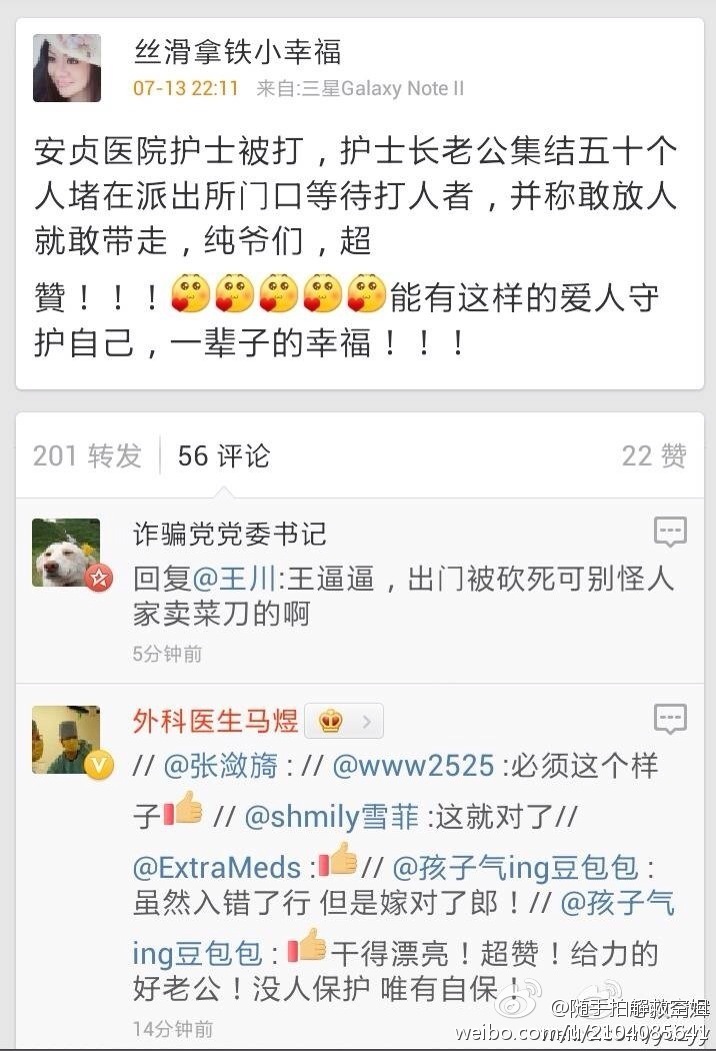 丝滑拿铁小幸福
07-13 22:11 来自:三星Galaxy Note II
安贞医院护士被打，护士长老公集结五十个
人堵在派出所门口等待打人者，并称敢放人
就敢带走，纯爷们，超
赞！！！能有这样的爱人守
护自己，一辈子的幸福！！！
201 转发 56 评论 22 赞
诈骗党党委书记
回复@王川:王逼逼，出门被砍死可别怪人
家卖菜刀的啊
5分钟前
外科医生马煜
// @张潋旖 : // @www2525 :必须这个样
子 // @shmily雪菲 :这就对了//
@ExtraMeds : // @孩子气ing豆包包 :
虽然入错了行 但是嫁对了郎！// @孩子气
ing豆包包 : 干得漂亮！超赞！给力的
好老公！没人保护 唯有自保！
@随手拍解救
14分钟前
weibo.com/u/2104085641